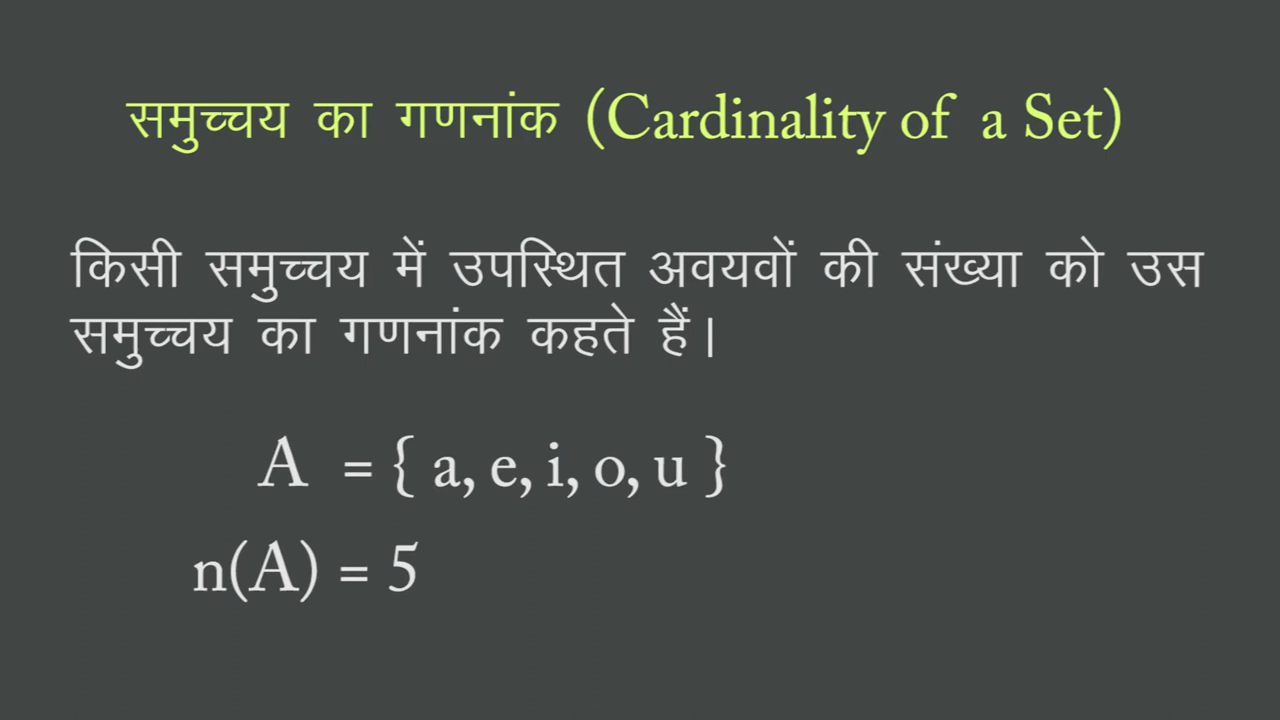 समुच्चय का गणनांक (Cardinality of a Set)
किसी समुच्चय में उपस्थित अवयवों की संख्या को उस
समुच्चय का गणनांक कहते हैं।
A = { a, e, i, o, u }
n(A) = 5